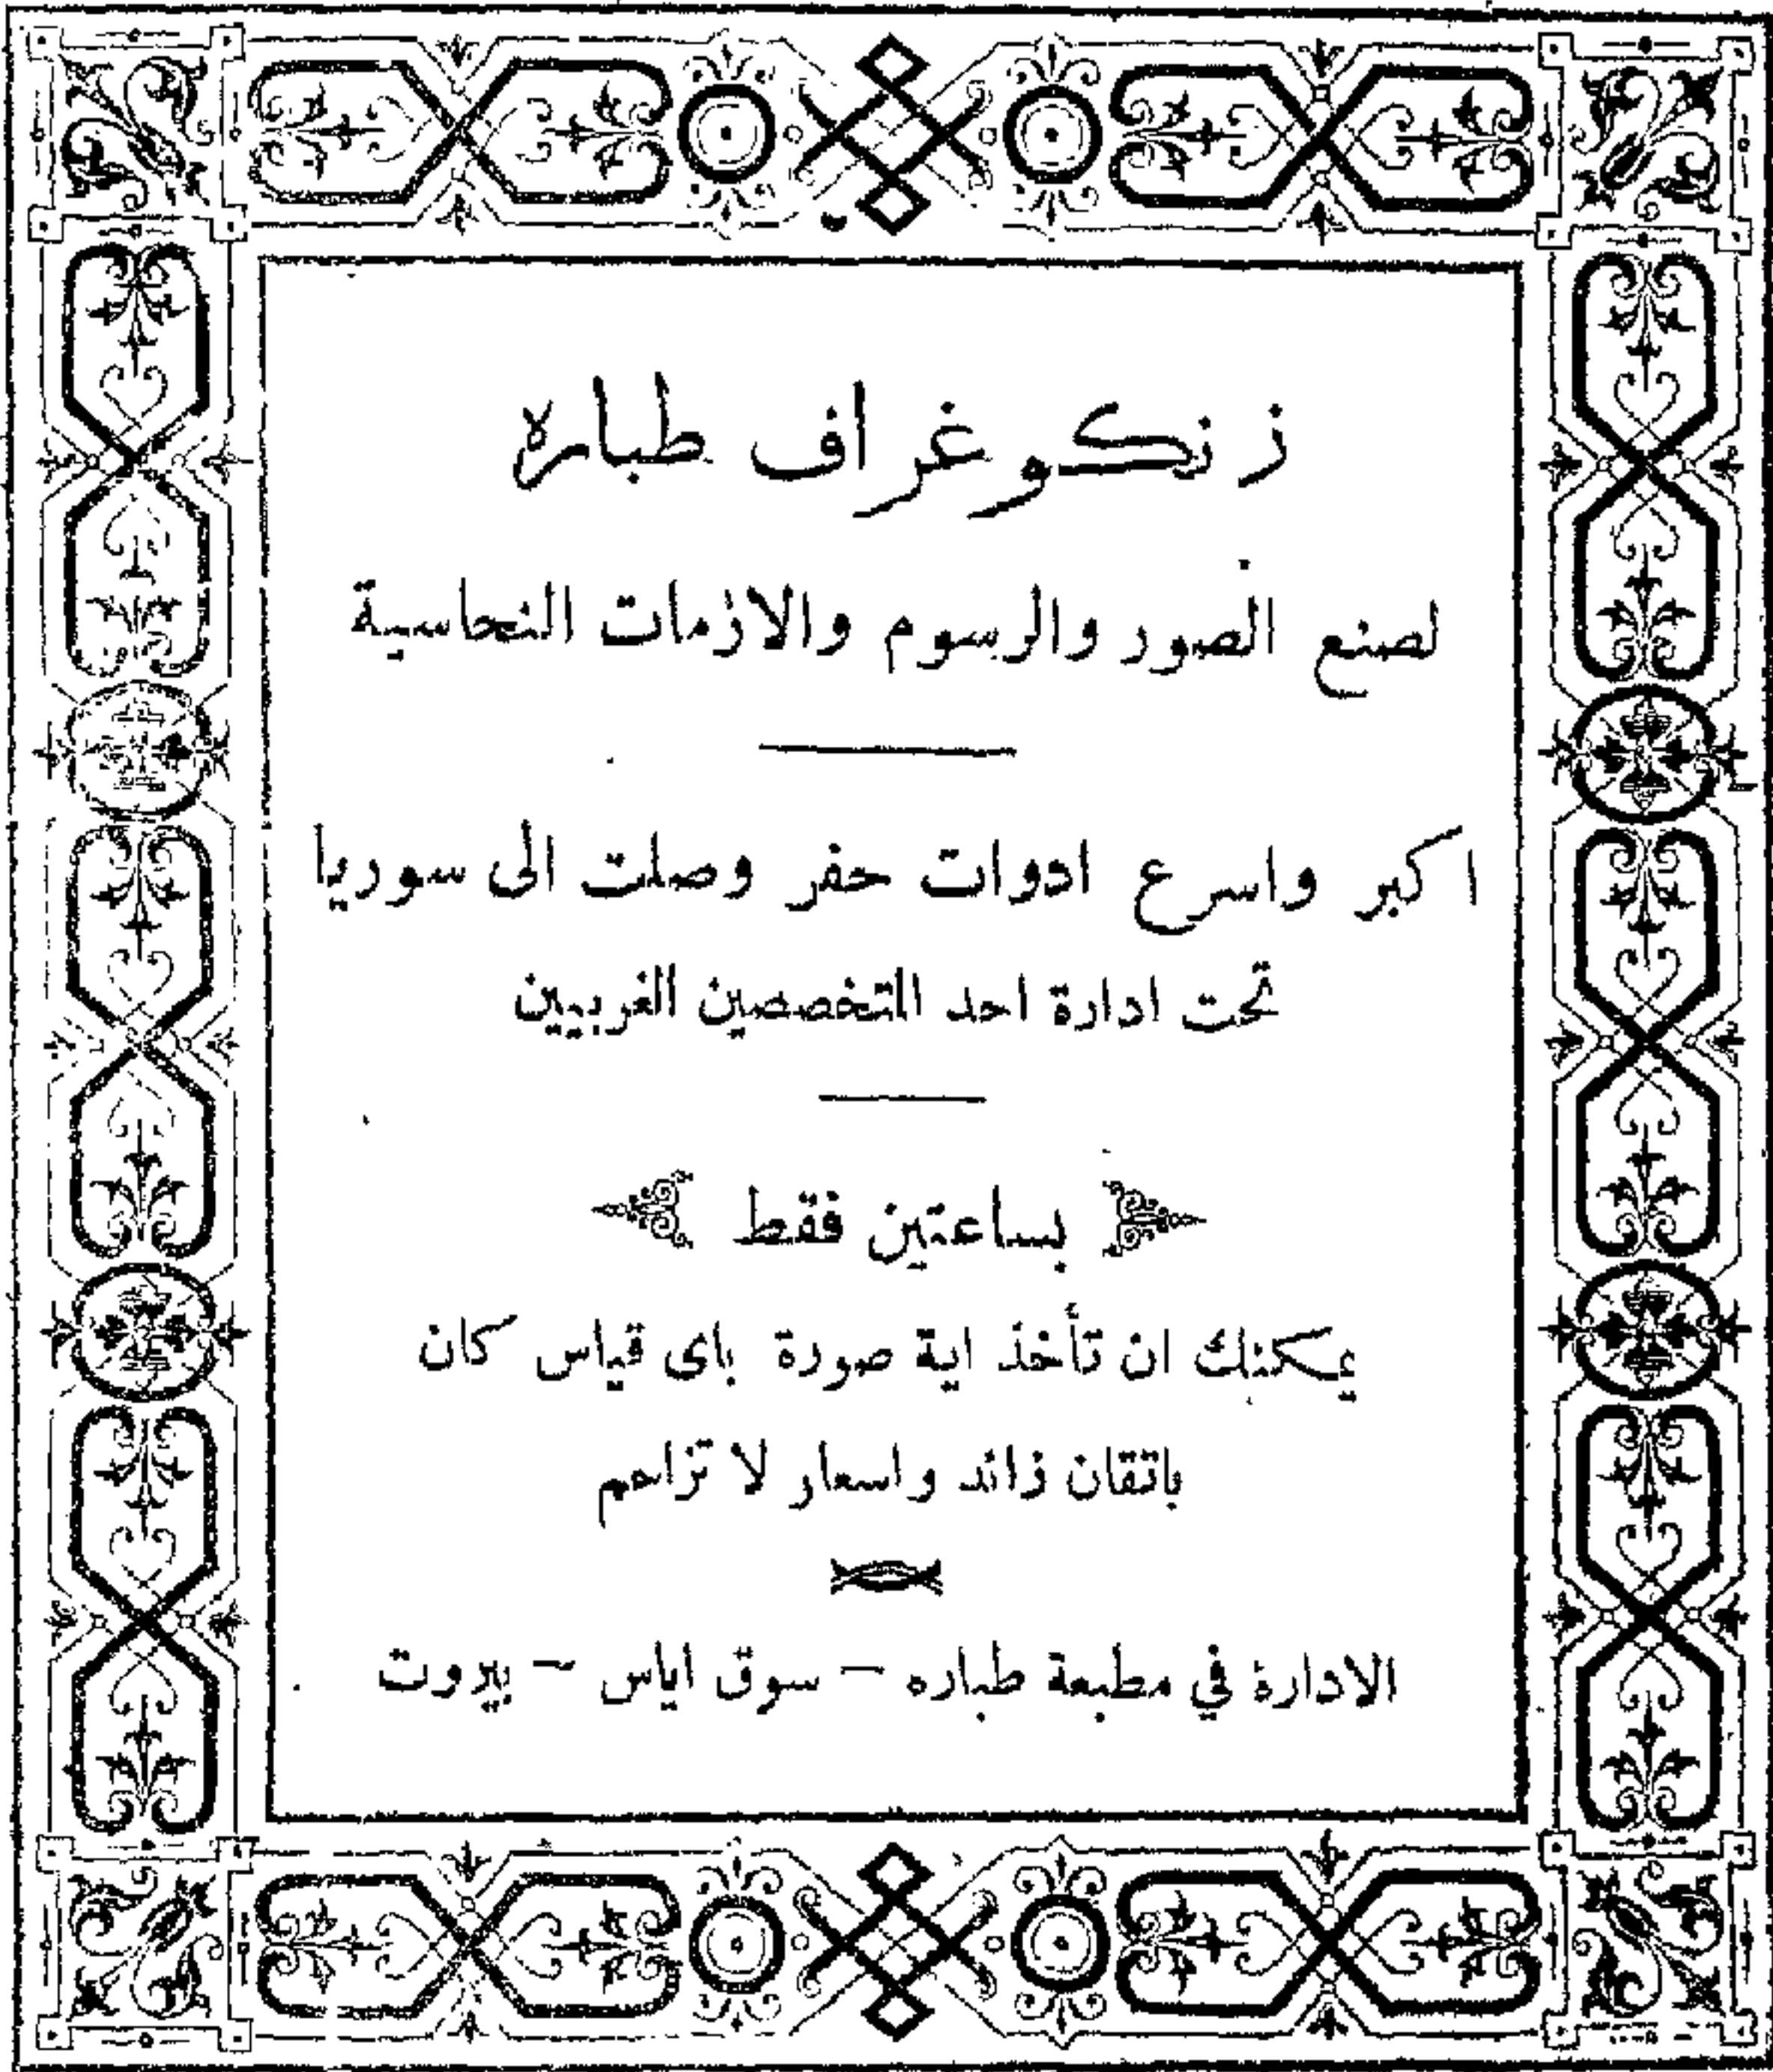 زنكوغراف طباره
لصنع الصور والرسوم والازمات النحاسية
اكبر واسرع ادوات حفر وصلت الى سوريا
تحت ادارة احد المتخصصين الغربيين
بساعتين فقط
يمكنك ان تأخذ اية صورة باى قياس كان
باتقان زائد واسعار لا تزاحم
الادارة في مطبعة طباره – سوق اياس – بيروت